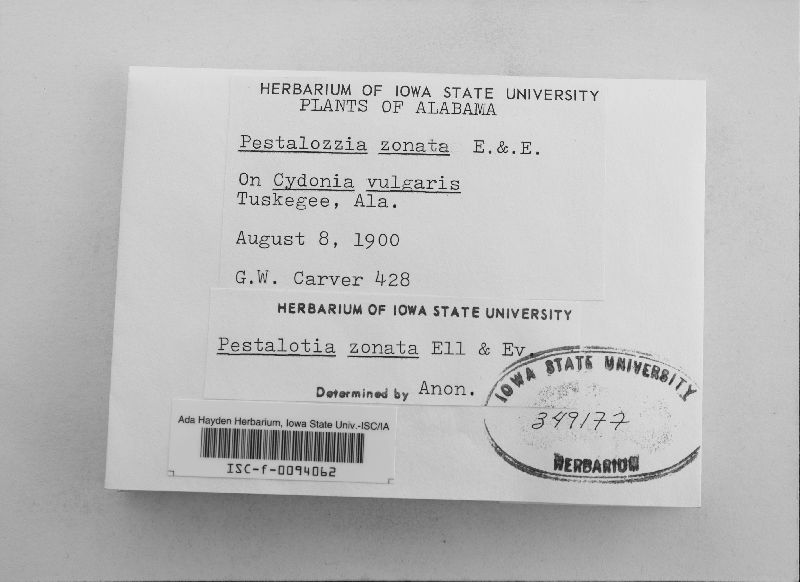 HERBARIUM OF IOWA STATE UNIVERSITY
PLANTS OF ALABAMA
Pestalozzia zonata E.&.E.
On Cydonia vulgaris
Tuskegee, Ala.
August 8, 1900
G.W. Carver 428
HERBARIUM OF IOWA STATE UNIVERSITY
Pestalotia zonata Ell & Ev.
Determined by Anon.
IOWA STATE UNIVERSITY
349177
HERBARIUM
Ada Hayden Herbarium, Iowa State Univ.-ISC/IA
ISC-f-0094062